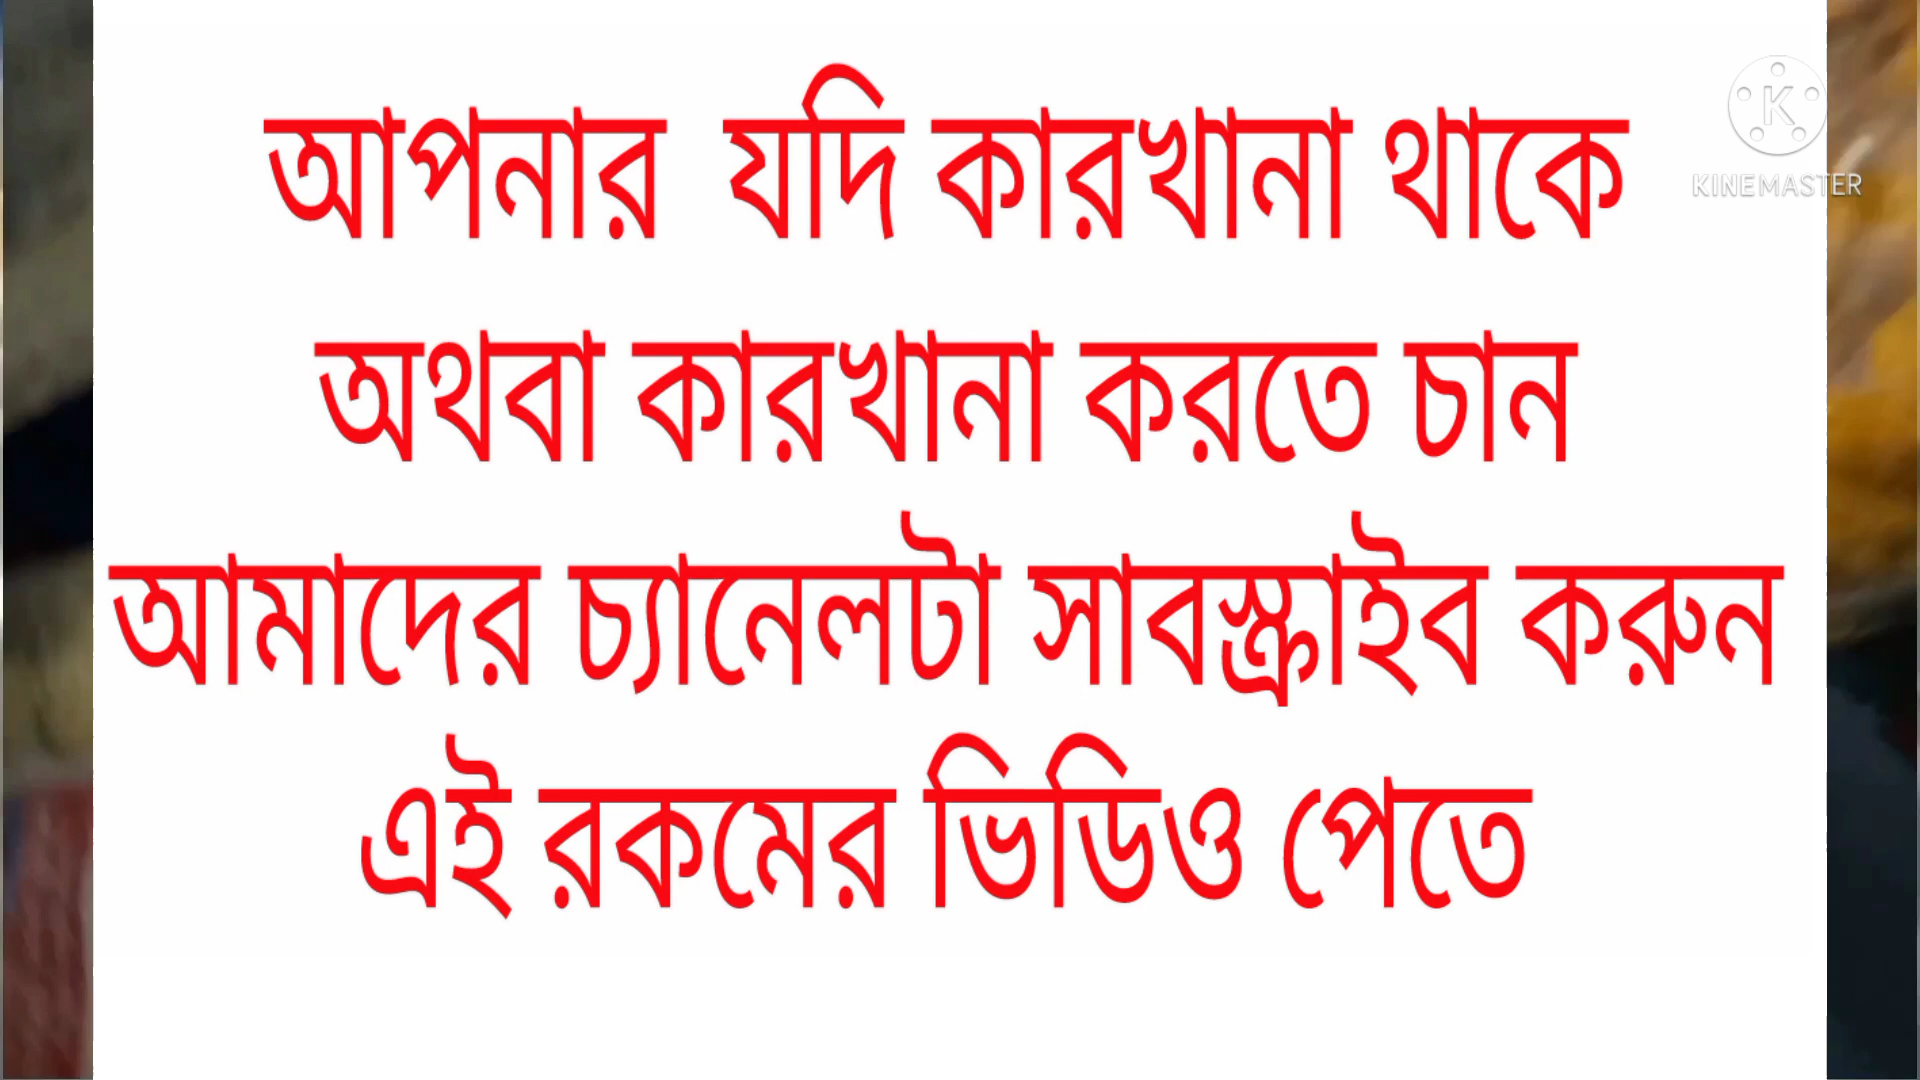 আপনার যদি কারখানা থাকে
অথবা কারখানা করতে চান
আমাদের চ্যানেলটা সাবস্ক্রাইব করুন
এই রকমের ভিডিও পেতে
K
KINEMASTER